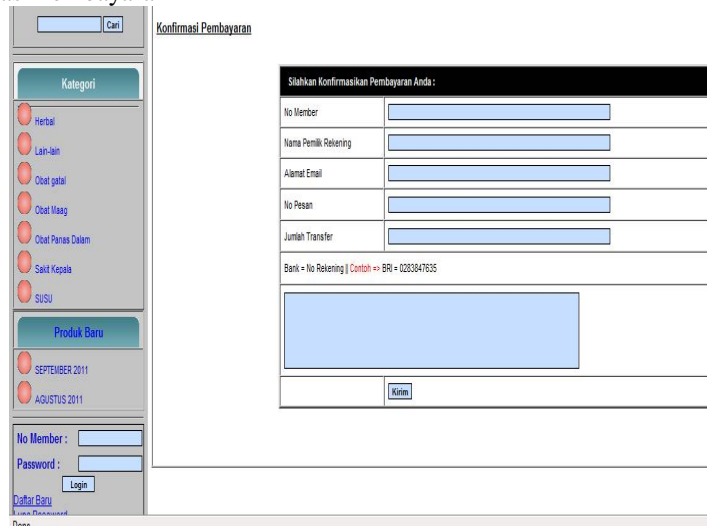 Cari
Konfirmasi Pembayaran
Kategori
Herbal
Lain-lain
Obat gatal
Obat Maag
Obat Panas Dalam
Sakit Kepala
SUSU
Produk Baru
SEPTEMBER 2011
AGUSTUS 2011
No Member :
Password :
Login
Daftar Baru
Silahkan Konfirmasikan Pembayaran Anda :
No Member
Nama Pemilik Rekening
Alamat Email
No Pesan
Jumlah Transfer
Bank = No Rekening || Contoh => BRI = 0283847635
Kirim